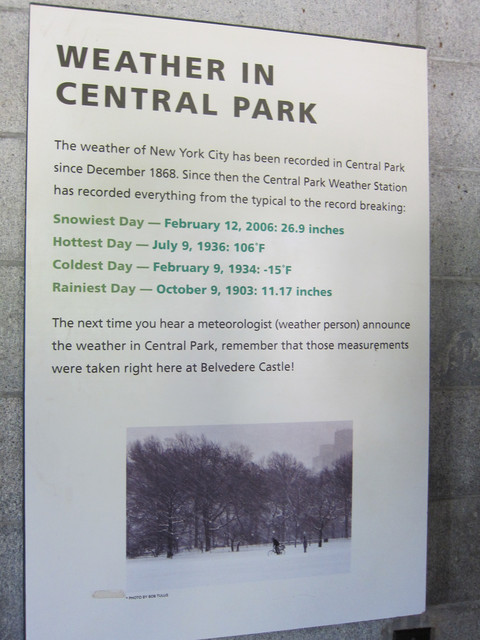 WEATHER IN
CENTRAL PARK
The weather of New York City has been recorded in Central Park
since December 1868. Since then the Central Park Weather Station
has recorded everything from the typical to the record breaking:
Snowiest Day — February 12, 2006: 26.9 inches
Hottest Day — July 9, 1936: 106°F
Coldest Day — February 9, 1934: -15°F
Rainiest Day — October 9, 1903: 11.17 inches
The next time you hear a meteorologist (weather person) announce
the weather in Central Park, remember that those measurements
were taken right here at Belvedere Castle!
PHOTO BY BOB